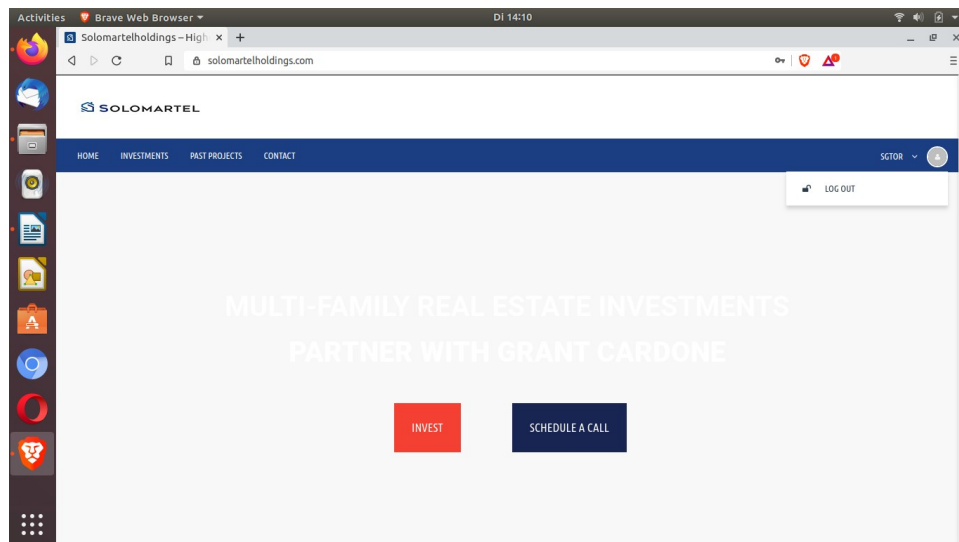 Activities Brave Web Browser Di 14:10
Solomartelholdings – High
solomartelholdings.com
SOLOMARTEL
HOME INVESTMENTS PAST PROJECTS CONTACT SGTOR
LOG OUT
MULTI-FAMILY REAL ESTATE INVESTMENTS
PARTNER WITH GRANT CARDONE
INVEST SCHEDULE A CALL